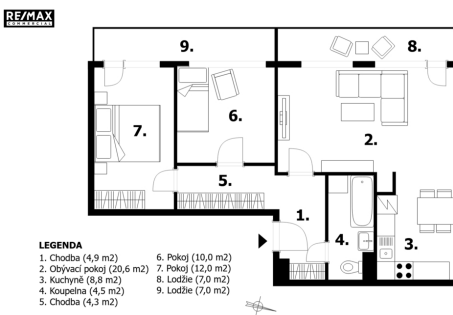 RE/MAX
COMMERCIAL
9.
8.
7.
6.
2.
5.
1.
4.
3.
LEGENDA
1. Chodba (4,9 m2)
2. Obývací pokoj (20,6 m2)
3. Kuchyně (8,8 m2)
4. Koupelna (4,5 m2)
5. Chodba (4,3 m2)
6. Pokoj (10,0 m2)
7. Pokoj (12,0 m2)
8. Lodžie (7,0 m2)
9. Lodžie (7,0 m2)